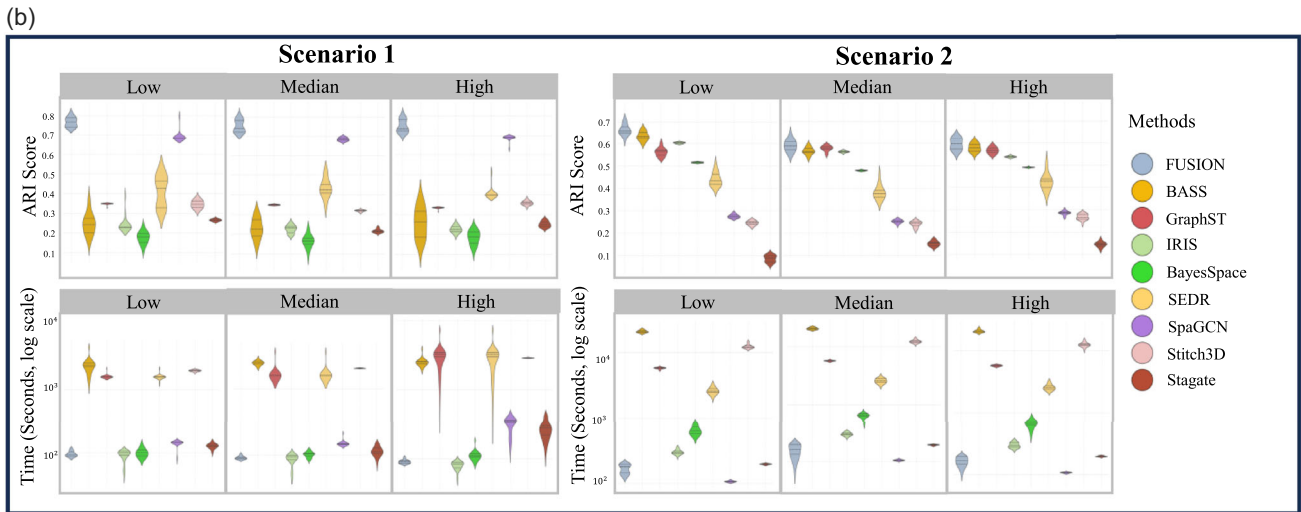 (b)
Scenario 1
Scenario 2
Low
Median
High
Low
Median
High
ARI Score
0.8
0.7
0.6
0.5
0.4
0.3
0.2
0.1
ARI Score
0.7
0.6
0.5
0.4
0.3
0.2
0.1
Low
Median
High
Low
Median
High
Time (Seconds, log scale)
10⁴
10³
10²
Time (Seconds, log scale)
10⁴
10³
10²
Methods
FUSION
BASS
GraphST
IRIS
BayesSpace
SEDR
SpaGCN
Stitch3D
Stagate